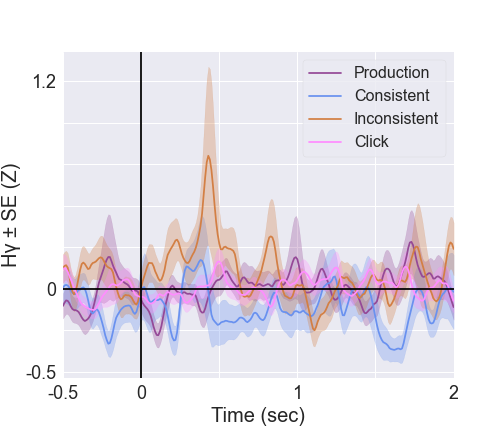 Production
Consistent
Inconsistent
Click
Hγ ± SE (Z)
1.2
0
-0.5
-0.5 0 1 2
Time (sec)